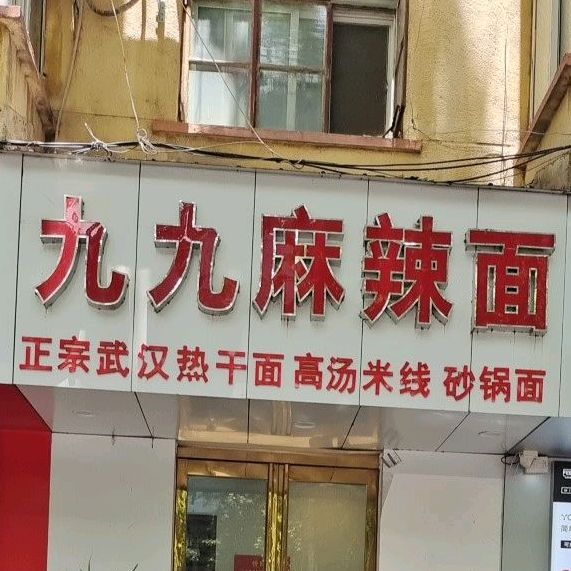 九九麻辣面
正宗武汉热干面 高汤米线 砂锅面